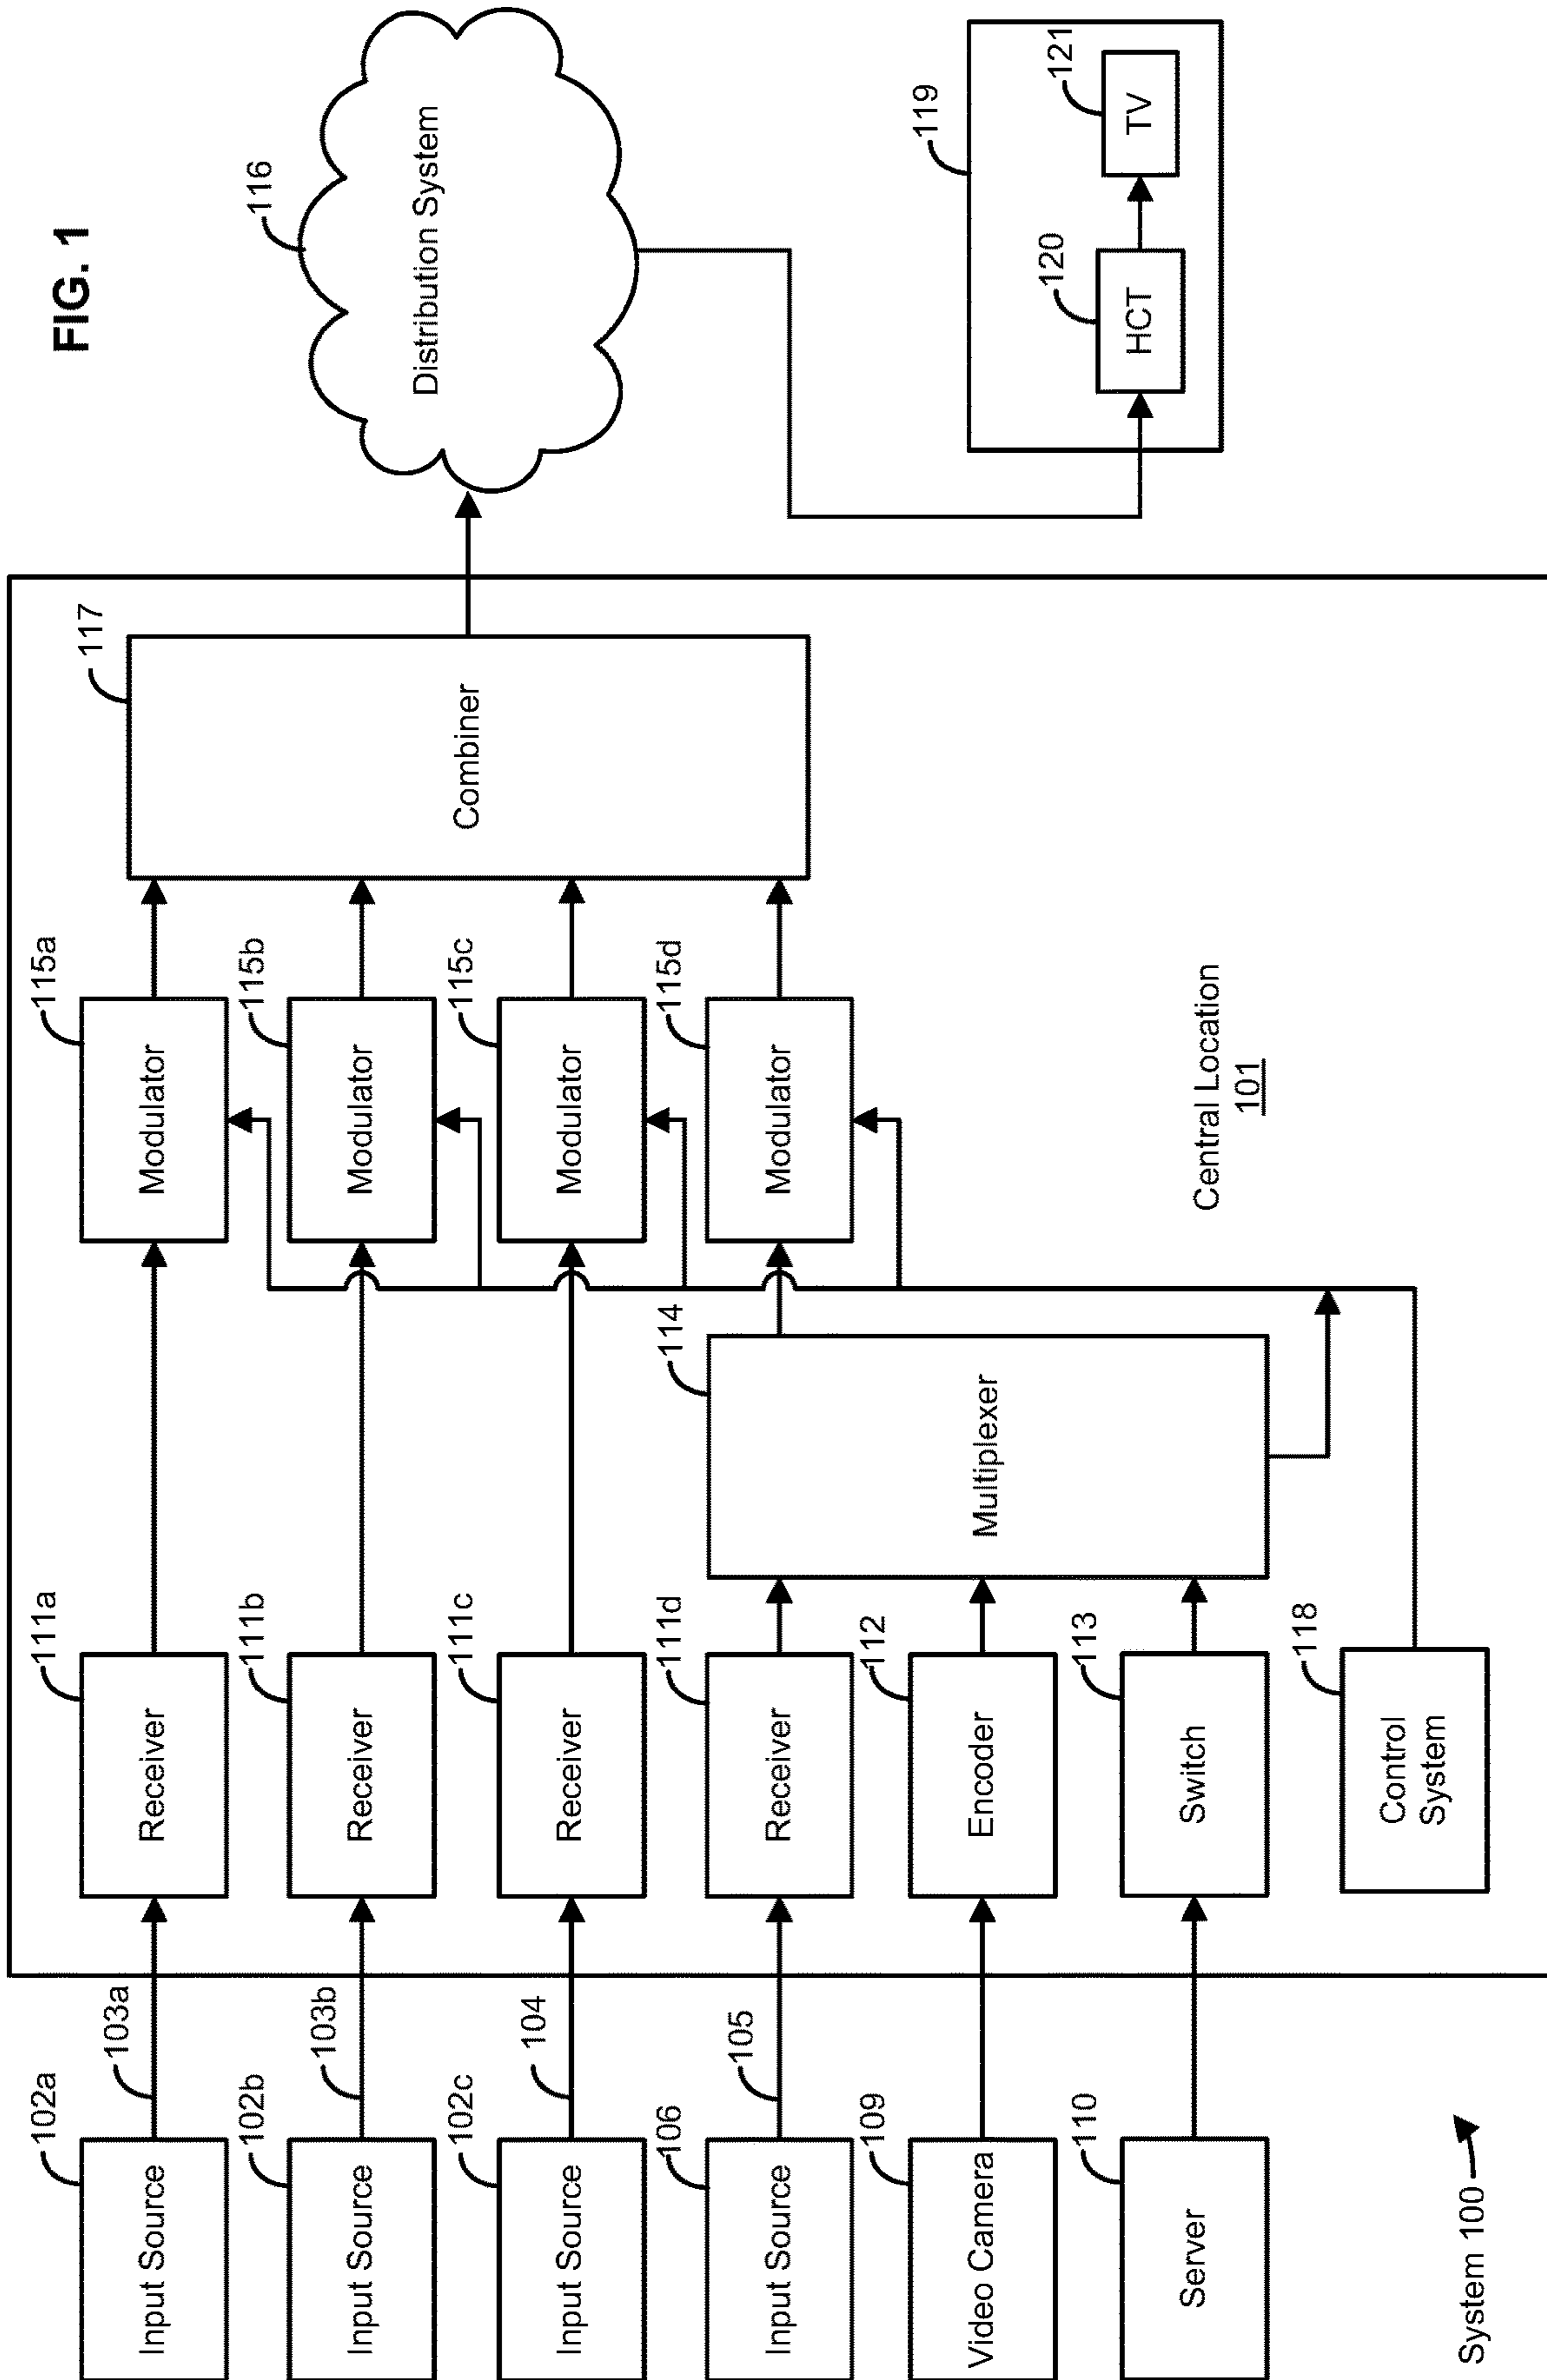 FIG. 1
102a
Input Source
103a
111a
Receiver
115a
Modulator
102b
Input Source
103b
111b
Receiver
115b
Modulator
102c
Input Source
104
111c
Receiver
115c
Modulator
106
Input Source
105
111d
Receiver
115d
Modulator
109
Video Camera
112
Encoder
110
Server
113
Switch
114
Multiplexer
118
Control
System
117
Combiner
116
Distribution System
119
120
HCT
121
TV
Central Location
101
System 100